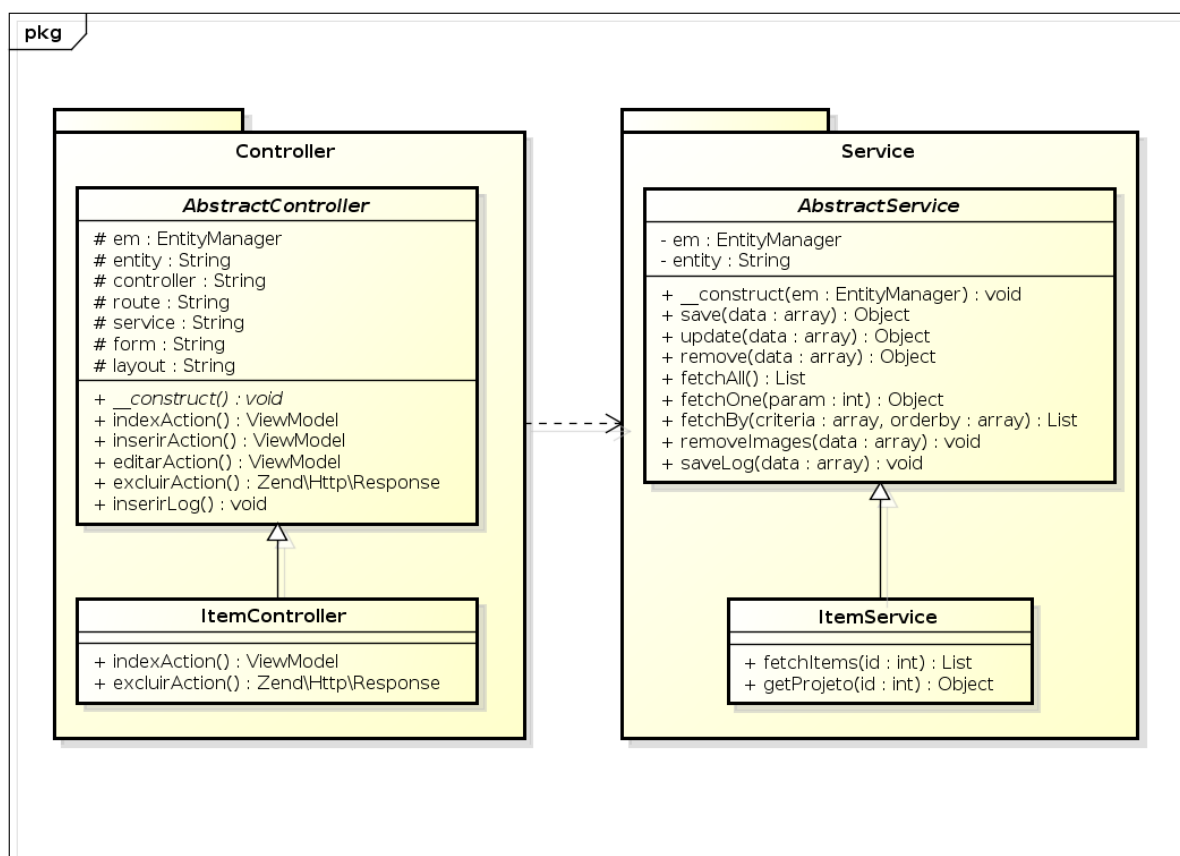 pkg
Controller
AbstractController
# em : EntityManager
# entity : String
# controller : String
# route : String
# service : String
# form : String
# layout : String
+ __construct() : void
+ indexAction() : ViewModel
+ inserirAction() : ViewModel
+ editarAction() : ViewModel
+ excluirAction() : Zend\Http\Response
+ inserirLog() : void
ItemController
+ indexAction() : ViewModel
+ excluirAction() : Zend\Http\Response
Service
AbstractService
- em : EntityManager
- entity : String
+ __construct(em : EntityManager) : void
+ save(data : array) : Object
+ update(data : array) : Object
+ remove(data : array) : Object
+ fetchAll() : List
+ fetchOne(param : int) : Object
+ fetchBy(criteria : array, orderby : array) : List
+ removeImages(data : array) : void
+ saveLog(data : array) : void
ItemService
+ fetchItems(id : int) : List
+ getProjeto(id : int) : Object